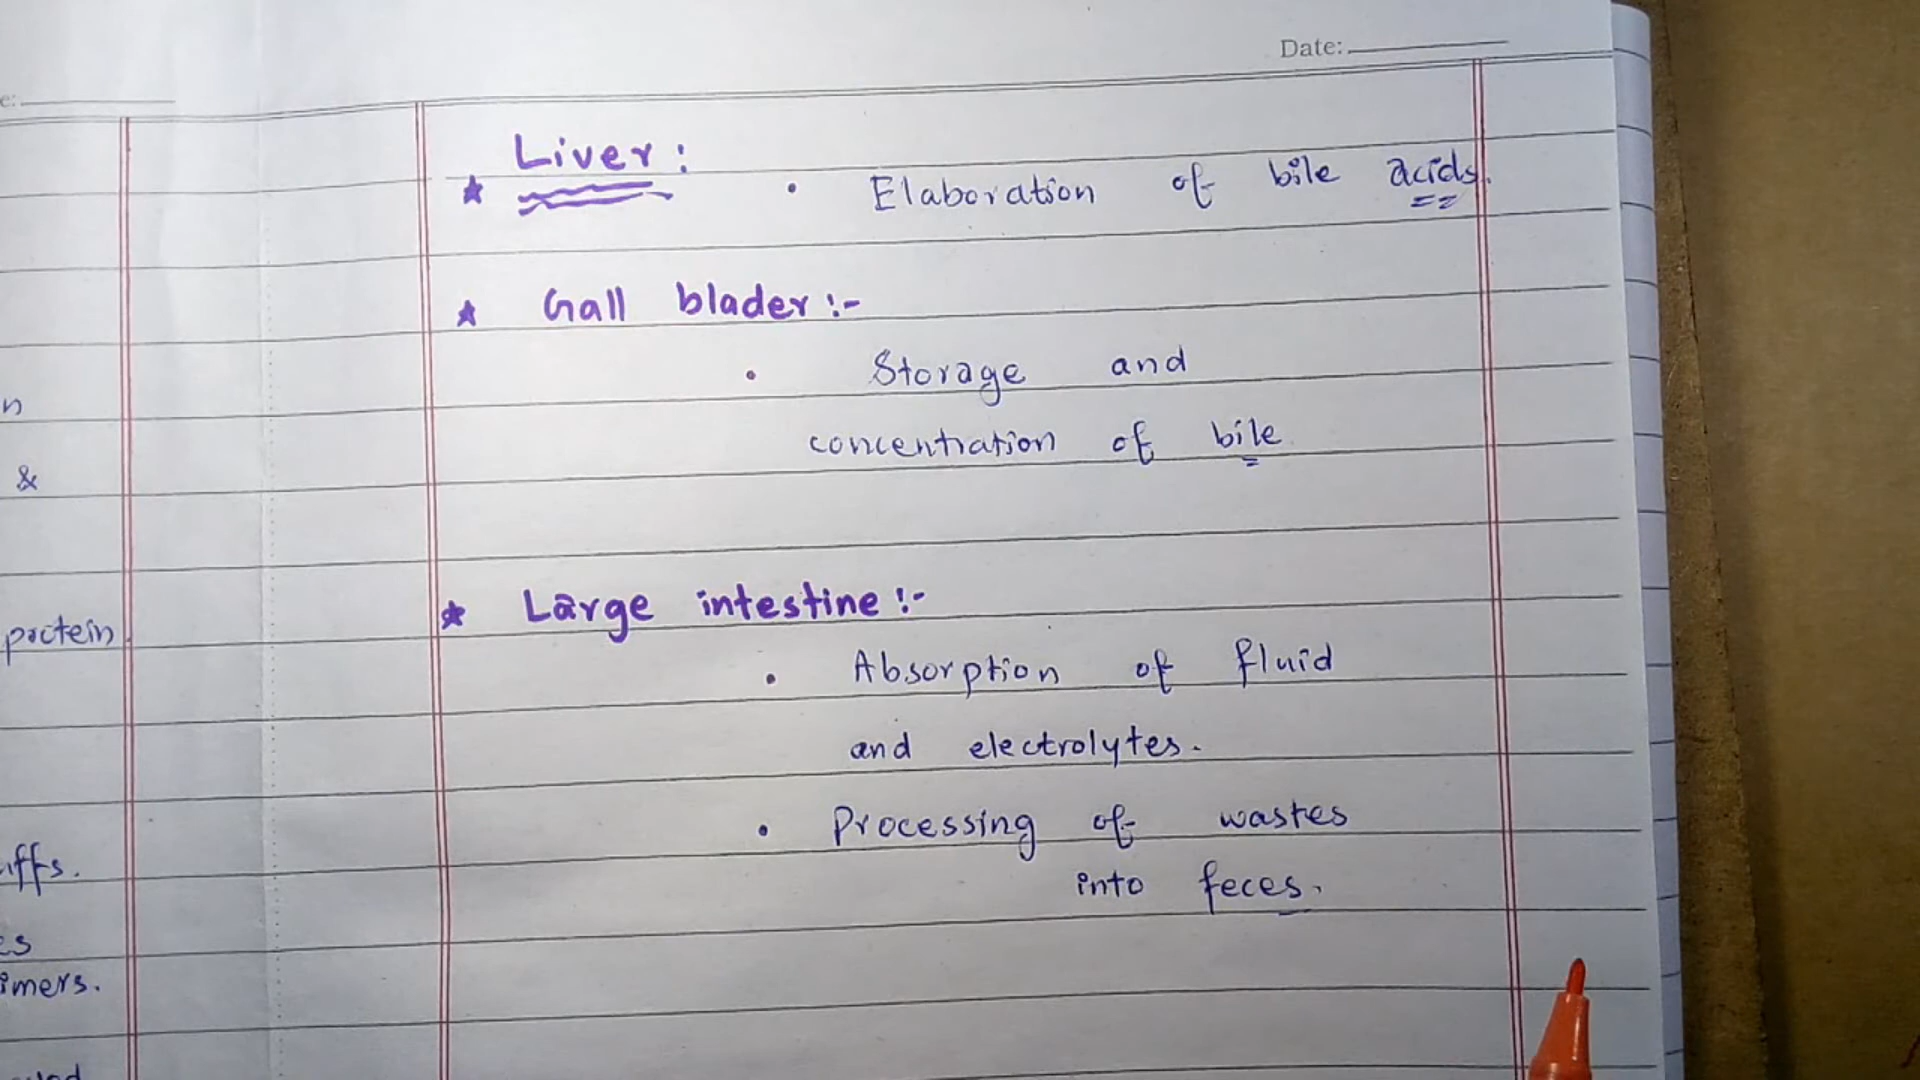 Date:
★ Liver: • Elaboration of bile acids.
★ Gall blader :-
• Storage and
concentration of bile
★ Large intestine :-
• Absorption of fluid
and electrolytes.
• Processing of wastes
into feces.
&
protein